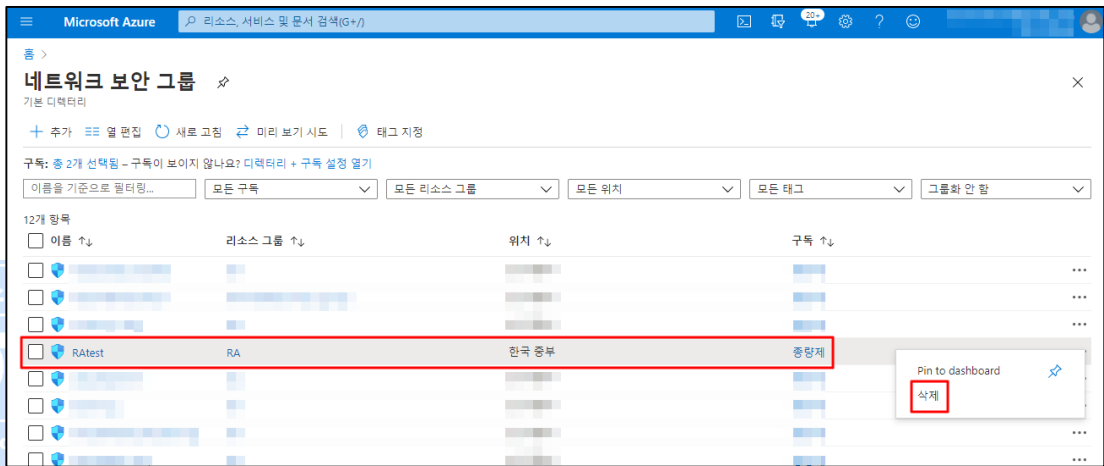 Microsoft Azure
리소스, 서비스 및 문서 검색(G+/)
20+
홈 >
네트워크 보안 그룹
기본 디렉터리
추가 열 편집 새로 고침 미리 보기 시도 태그 지정
구독: 총 2개 선택됨 – 구독이 보이지 않나요? 디렉터리 + 구독 설정 열기
이름을 기준으로 필터링... 모든 구독 모든 리소스 그룹 모든 위치 모든 태그 그룹화 안 함
12개 항목
이름 ↑↓ 리소스 그룹 ↑↓ 위치 ↑↓ 구독 ↑↓
RAtest RA 한국 중부 종량제
Pin to dashboard
삭제